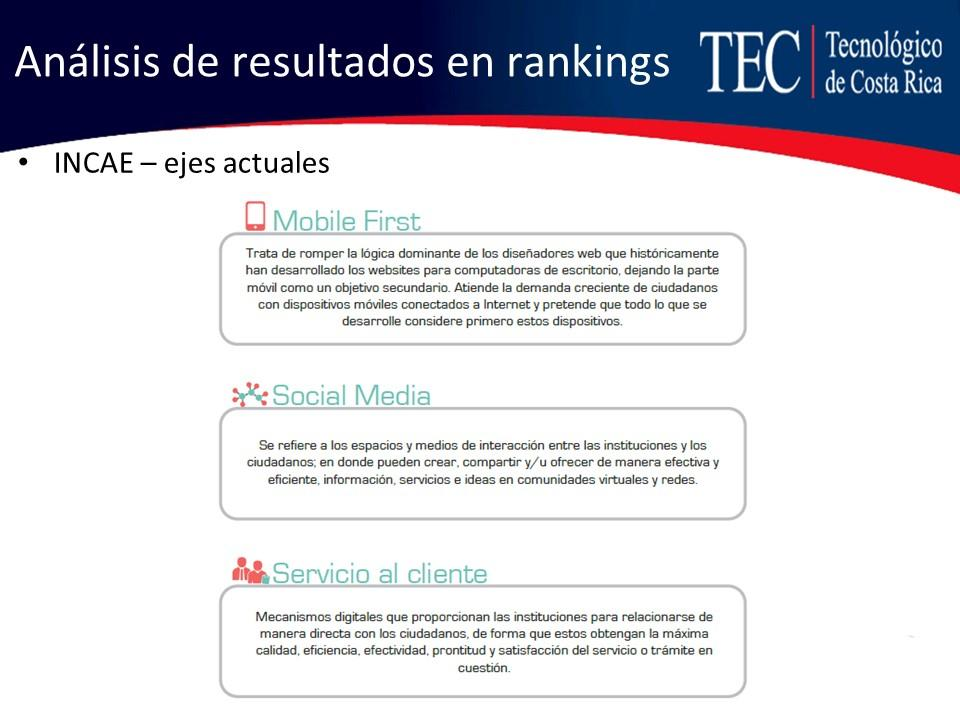 Análisis de resultados en rankings
TEC
Tecnológico
de Costa Rica
• INCAE – ejes actuales
Mobile First
Trata de romper la lógica dominante de los diseñadores web que históricamente
han desarrollado los websites para computadoras de escritorio, dejando la parte
móvil como un objetivo secundario. Atiende la demanda creciente de ciudadanos
con dispositivos móviles conectados a Internet y pretende que todo lo que se
desarrolle considere primero estos dispositivos.
Social Media
Se refiere a los espacios y medios de interacción entre las instituciones y los
ciudadanos; en donde pueden crear, compartir y/u ofrecer de manera efectiva y
eficiente, información, servicios e ideas en comunidades virtuales y redes.
Servicio al cliente
Mecanismos digitales que proporcionan las instituciones para relacionarse de
manera directa con los ciudadanos, de forma que estos obtengan la máxima
calidad, eficiencia, efectividad, prontitud y satisfacción del servicio o trámite en
cuestión.